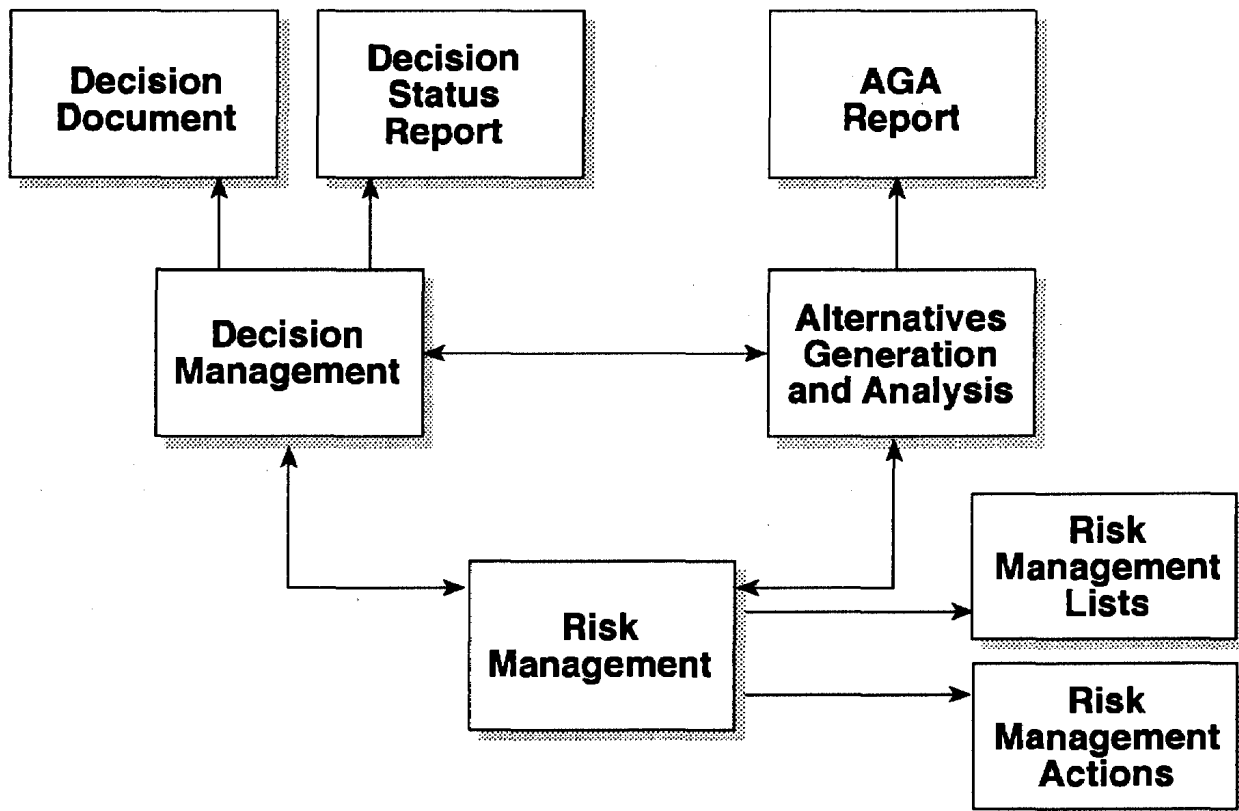 Decision
Document
Decision
Status
Report
AGA
Report
Decision
Management
Alternatives
Generation
and Analysis
Risk
Management
Risk
Management
Lists
Risk
Management
Actions